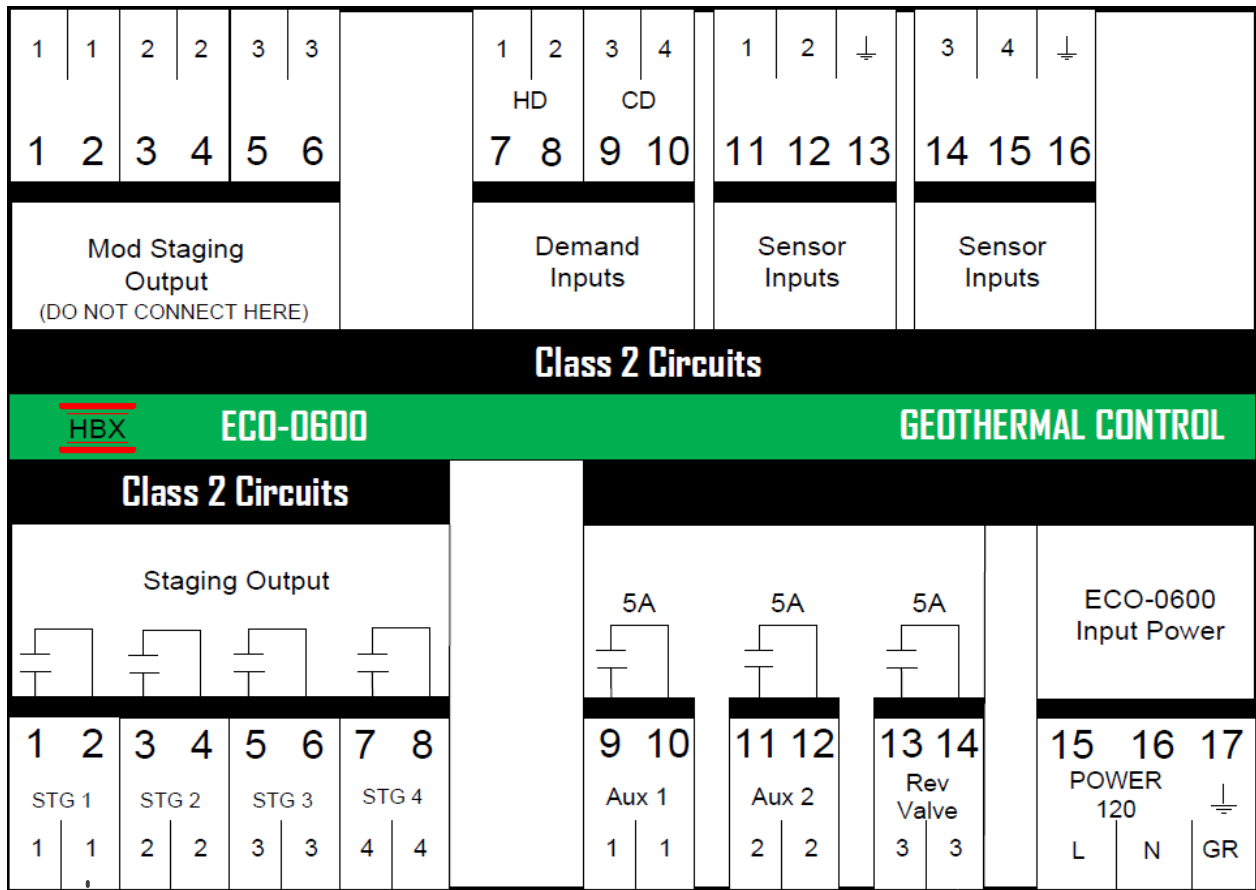 1 1 2 2 3 3 1 2 3 4 1 2 3 4
HD CD
1 2 3 4 5 6 7 8 9 10 11 12 13 14 15 16
Mod Staging
Output
(DO NOT CONNECT HERE)
Demand
Inputs
Sensor
Inputs
Sensor
Inputs
Class 2 Circuits
HBX ECO-0600 GEOTHERMAL CONTROL
Class 2 Circuits
Staging Output
5A 5A 5A
ECO-0600
Input Power
1 2 3 4 5 6 7 8 9 10 11 12 13 14 15 16 17
STG 1 STG 2 STG 3 STG 4 Aux 1 Aux 2
Rev
Valve
POWER
120
1 1 2 2 3 3 4 4 1 1 2 2 3 3 L N GR